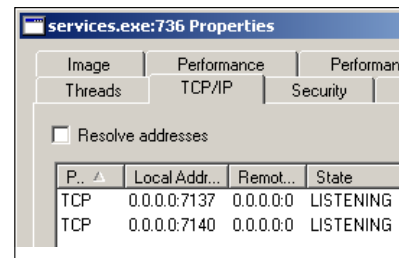 services.exe:736 Properties
Image Performance Performan
Threads TCP/IP Security
Resolve addresses
P.. Local Addr... Remot... State
TCP 0.0.0.0:7137 0.0.0.0:0 LISTENING
TCP 0.0.0.0:7140 0.0.0.0:0 LISTENING